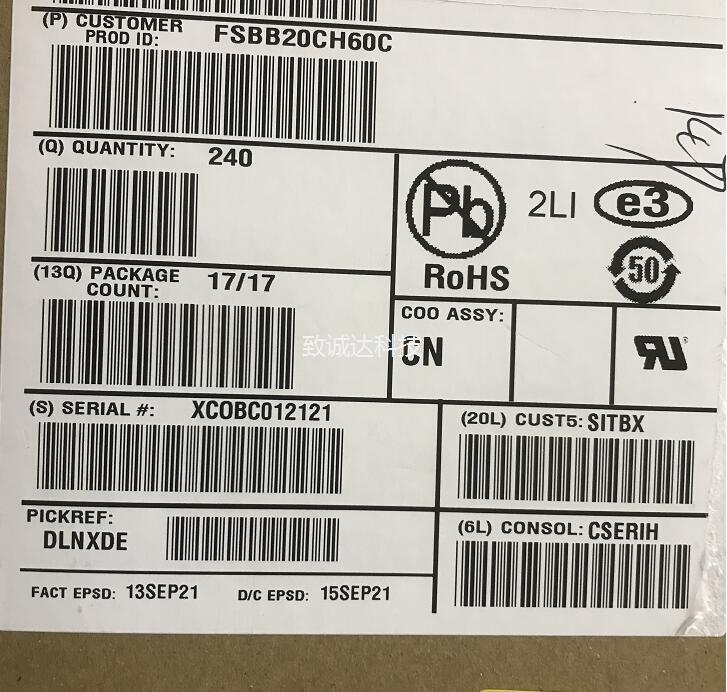 (P) CUSTOMER
PROD ID: FSBB20CH60C
(Q) QUANTITY: 240
Pb
2LI
e3
RoHS
50
(13Q) PACKAGE
COUNT: 17/17
COO ASSY:
CN
致诚达科技
(S) SERIAL #: XCOBC012121
(20L) CUST5: SITBX
PICKREF:
DLNXDE
(6L) CONSOL: CSERIH
FACT EPSD: 13SEP21 D/C EPSD: 15SEP21